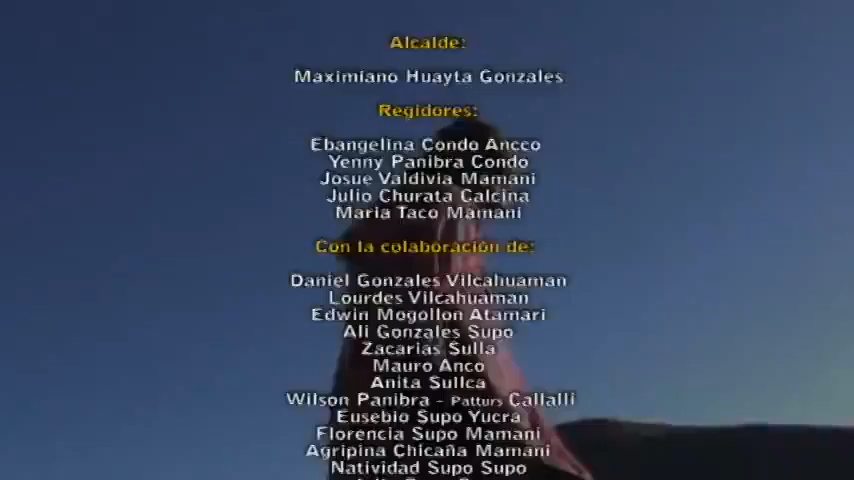 Alcalde:
Maximiano Huayta Gonzales
Regidores:
Ebangelina Condo Ancco
Yenny Panibra Condo
Josue Valdivia Mamani
Julio Churata Calcina
Maria Taco Mamani
Con la colaboración de:
Daniel Gonzales Vilcahuaman
Lourdes Vilcahuaman
Edwin Mogollon Atamari
Ali Gonzales Supo
Zacarias Sulla
Mauro Anco
Anita Sullca
Wilson Panibra - Patturs Callalli
Eusebio Supo Yucra
Florencia Supo Mamani
Agripina Chicaña Mamani
Natividad Supo Supo